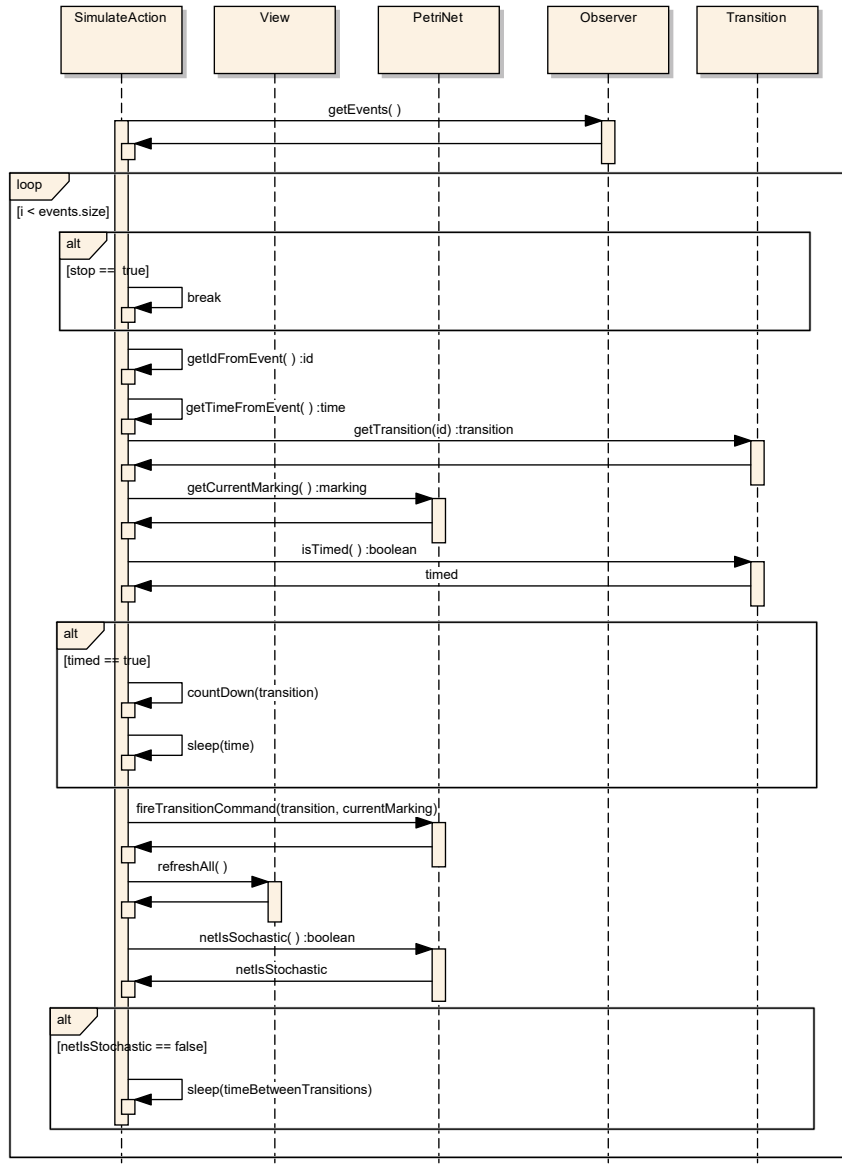 SimulateAction
View
PetriNet
Observer
Transition
getEvents( )
loop
[i < events.size]
alt
[stop == true]
break
getIdFromEvent( ) :id
getTimeFromEvent( ) :time
getTransition(id) :transition
getCurrentMarking( ) :marking
isTimed( ) :boolean
timed
alt
[timed == true]
countDown(transition)
sleep(time)
fireTransitionCommand(transition, currentMarking)
refreshAll( )
netIsSochastic( ) :boolean
netIsStochastic
alt
[netIsStochastic == false]
sleep(timeBetweenTransitions)